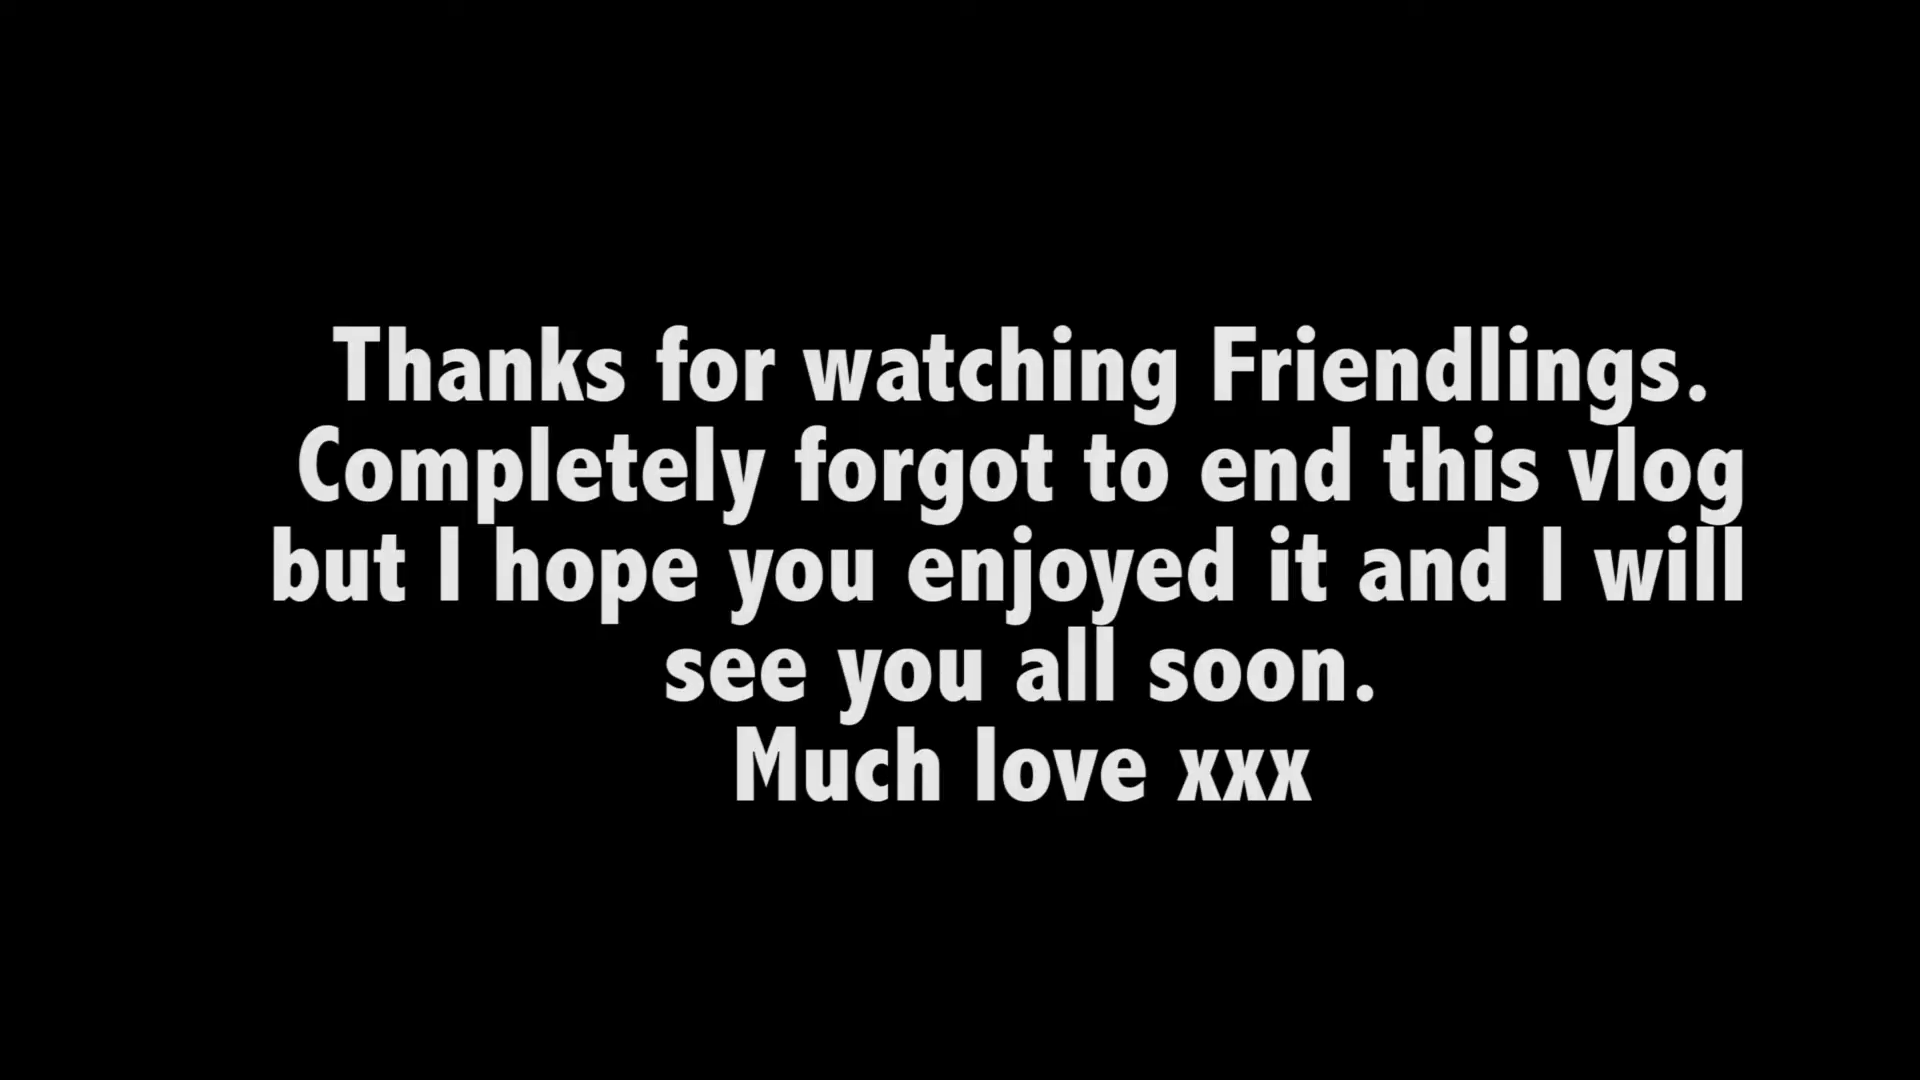 Thanks for watching Friendlings.
Completely forgot to end this vlog
but I hope you enjoyed it and I will
see you all soon.
Much love xxx